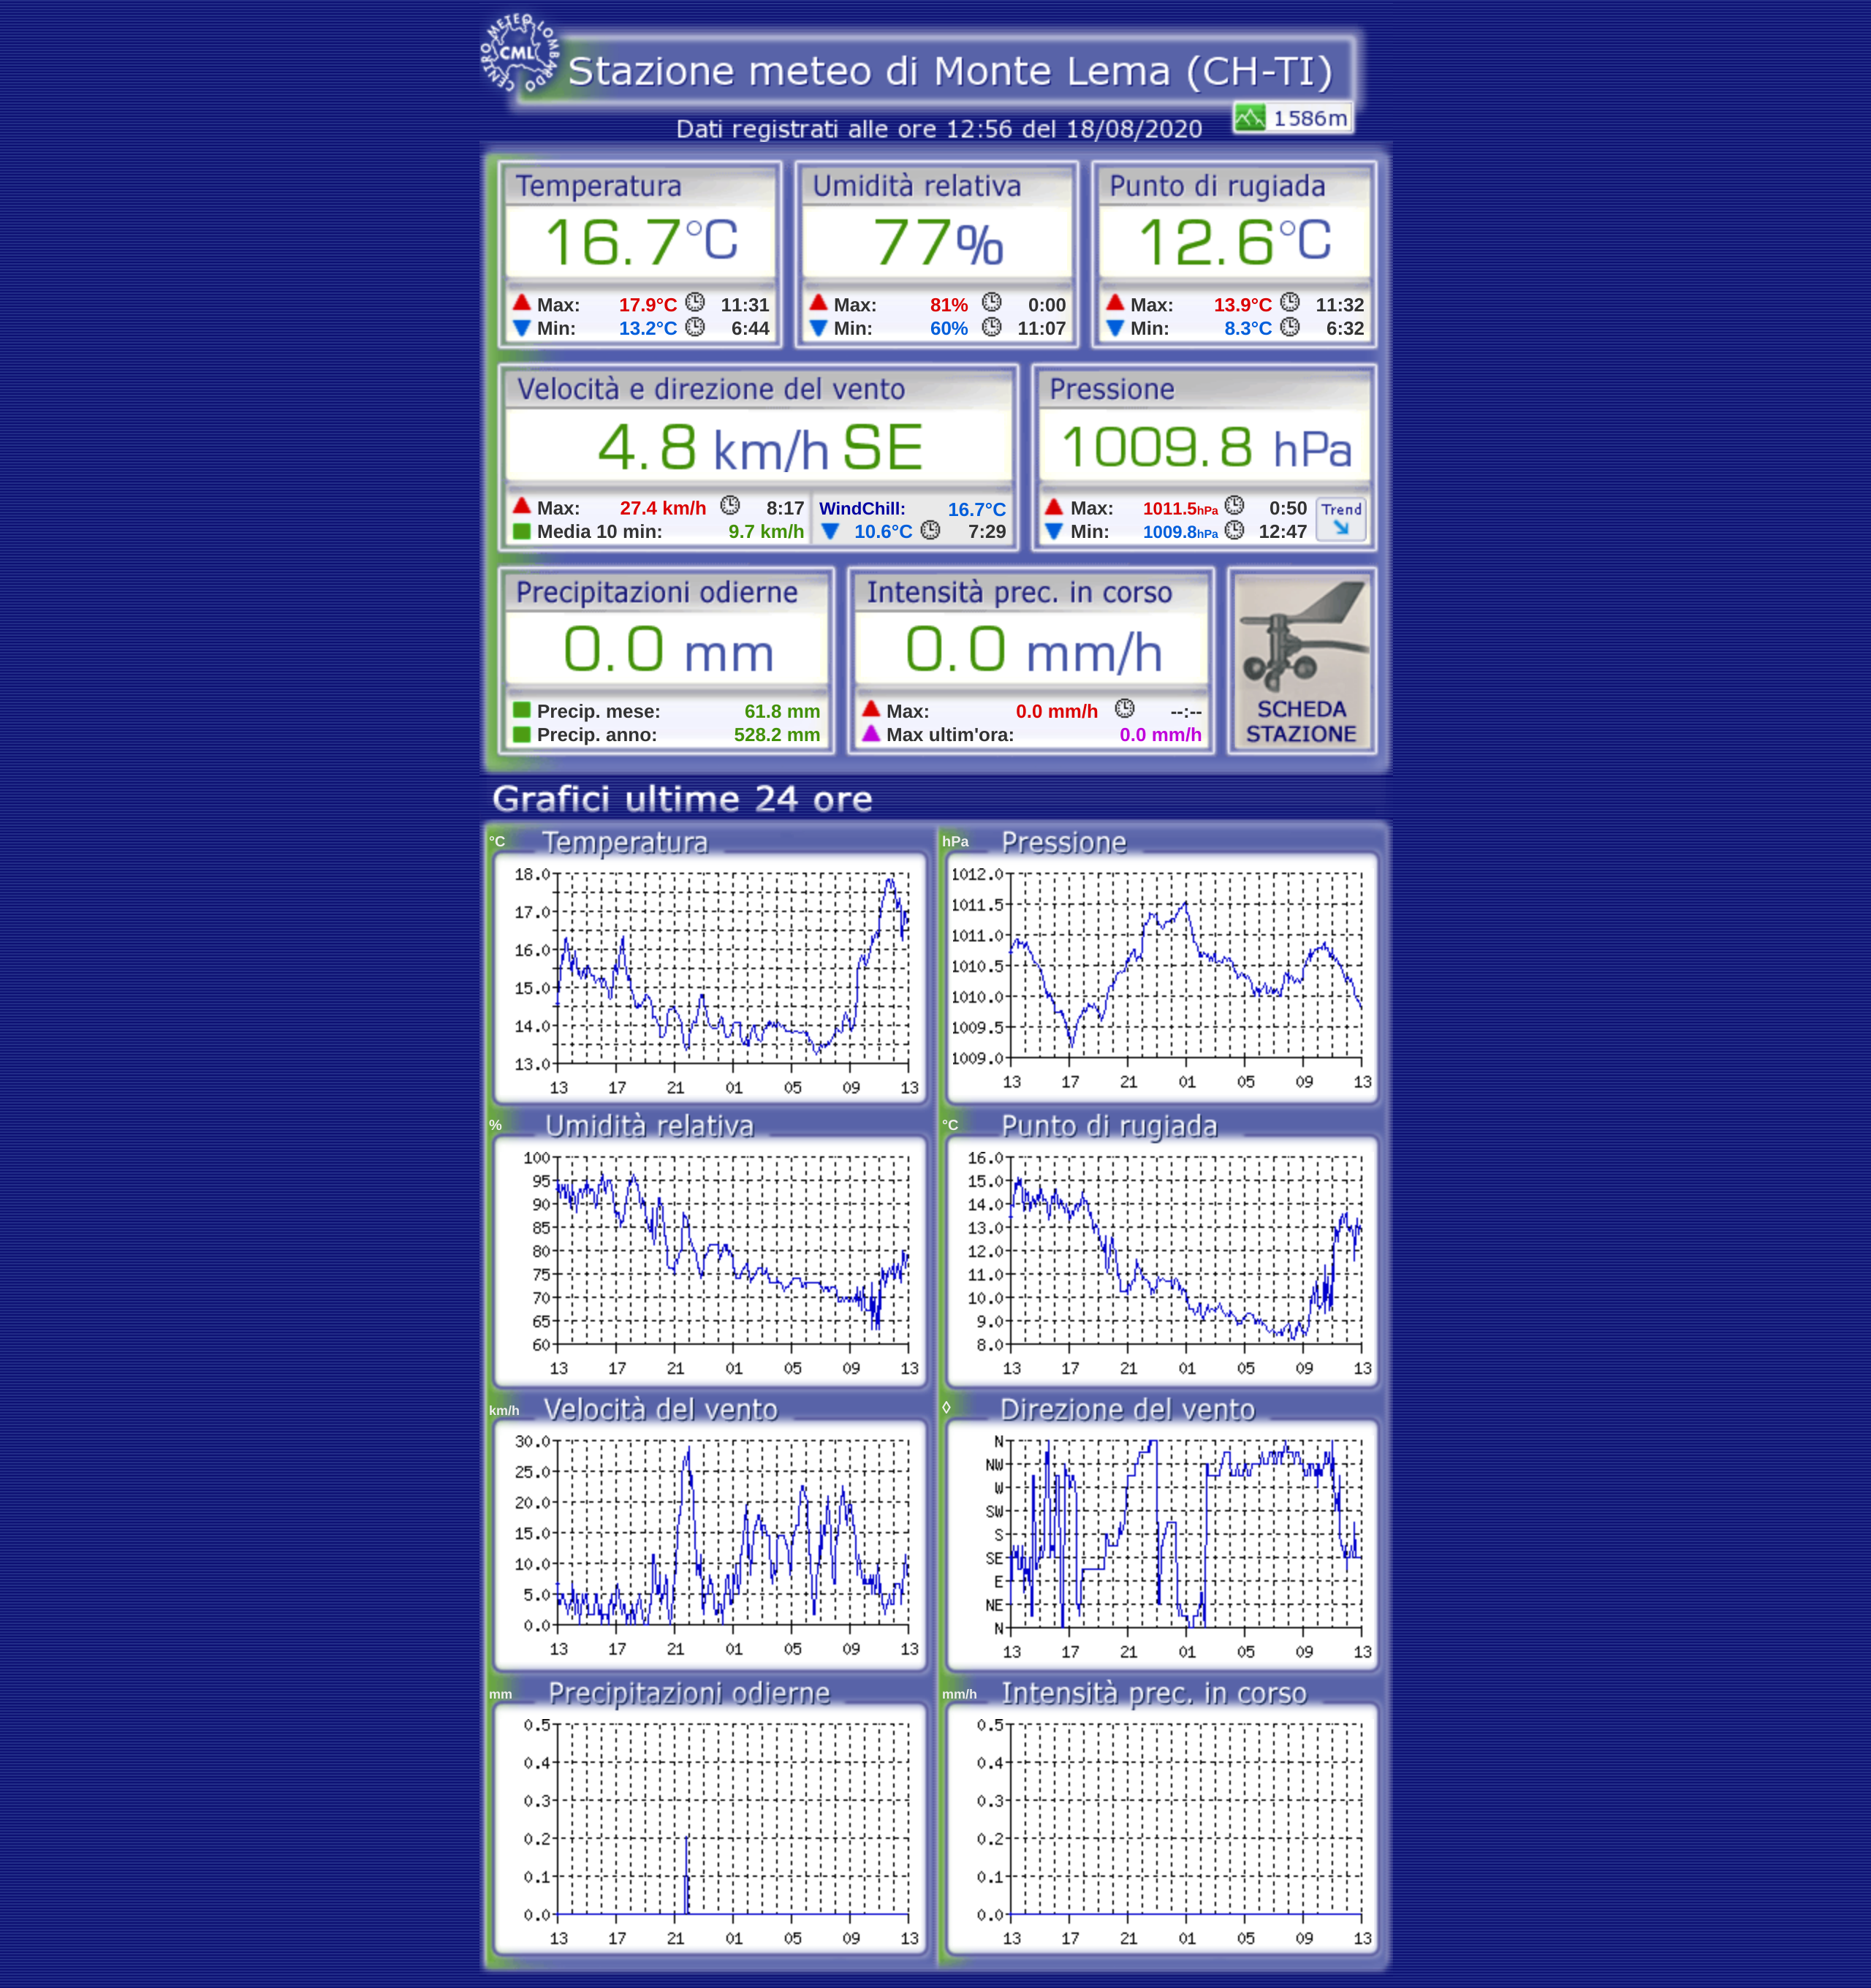 CENTRO METEO LOMBARDO
CML
Stazione meteo di Monte Lema (CH-TI)
1586m
Dati registrati alle ore 12:56 del 18/08/2020
Temperatura Umidità relativa Punto di rugiada
16.7°C 77% 12.6°C
Max: 17.9°C 11:31 Max: 81% 0:00 Max: 13.9°C 11:32
Min: 13.2°C 6:44 Min: 60% 11:07 Min: 8.3°C 6:32
Velocità e direzione del vento Pressione
4.8 km/h SE 1009.8 hPa
Max: 27.4 km/h 8:17 WindChill: 16.7°C Max: 1011.5hPa 0:50 Trend
Media 10 min: 9.7 km/h 10.6°C 7:29 Min: 1009.8hPa 12:47
Precipitazioni odierne Intensità prec. in corso
0.0 mm 0.0 mm/h
Precip. mese: 61.8 mm Max: 0.0 mm/h --:-- SCHEDA
Precip. anno: 528.2 mm Max ultim'ora: 0.0 mm/h STAZIONE
Grafici ultime 24 ore
°C Temperatura
18.0
17.0
16.0
15.0
14.0
13.0
13 17 21 01 05 09 13
hPa Pressione
1012.0
1011.5
1011.0
1010.5
1010.0
1009.5
1009.0
13 17 21 01 05 09 13
% Umidità relativa
100
95
90
85
80
75
70
65
60
13 17 21 01 05 09 13
°C Punto di rugiada
16.0
15.0
14.0
13.0
12.0
11.0
10.0
9.0
8.0
13 17 21 01 05 09 13
km/h Velocità del vento
30.0
25.0
20.0
15.0
10.0
5.0
0.0
13 17 21 01 05 09 13
◊ Direzione del vento
N
NW
W
SW
S
SE
E
NE
N
13 17 21 01 05 09 13
mm Precipitazioni odierne
0.5
0.4
0.3
0.2
0.1
0.0
13 17 21 01 05 09 13
mm/h Intensità prec. in corso
0.5
0.4
0.3
0.2
0.1
0.0
13 17 21 01 05 09 13